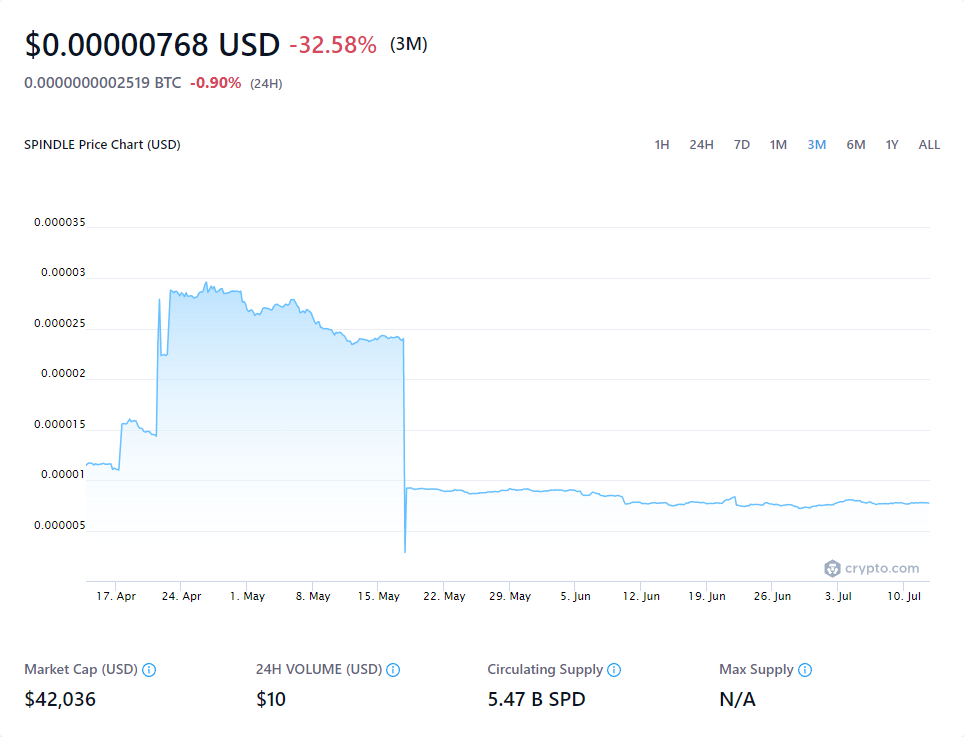 $0.00000768 USD -32.58% (3M)
0.0000000002519 BTC -0.90% (24H)
SPINDLE Price Chart (USD) 1H 24H 7D 1M 3M 6M 1Y ALL
0.000035
0.00003
0.000025
0.00002
0.000015
0.00001
0.000005
crypto.com
17. Apr 24. Apr 1. May 8. May 15. May 22. May 29. May 5. Jun 12. Jun 19. Jun 26. Jun 3. Jul 10. Jul
Market Cap (USD) 24H VOLUME (USD) Circulating Supply Max Supply
$42,036 $10 5.47 B SPD N/A